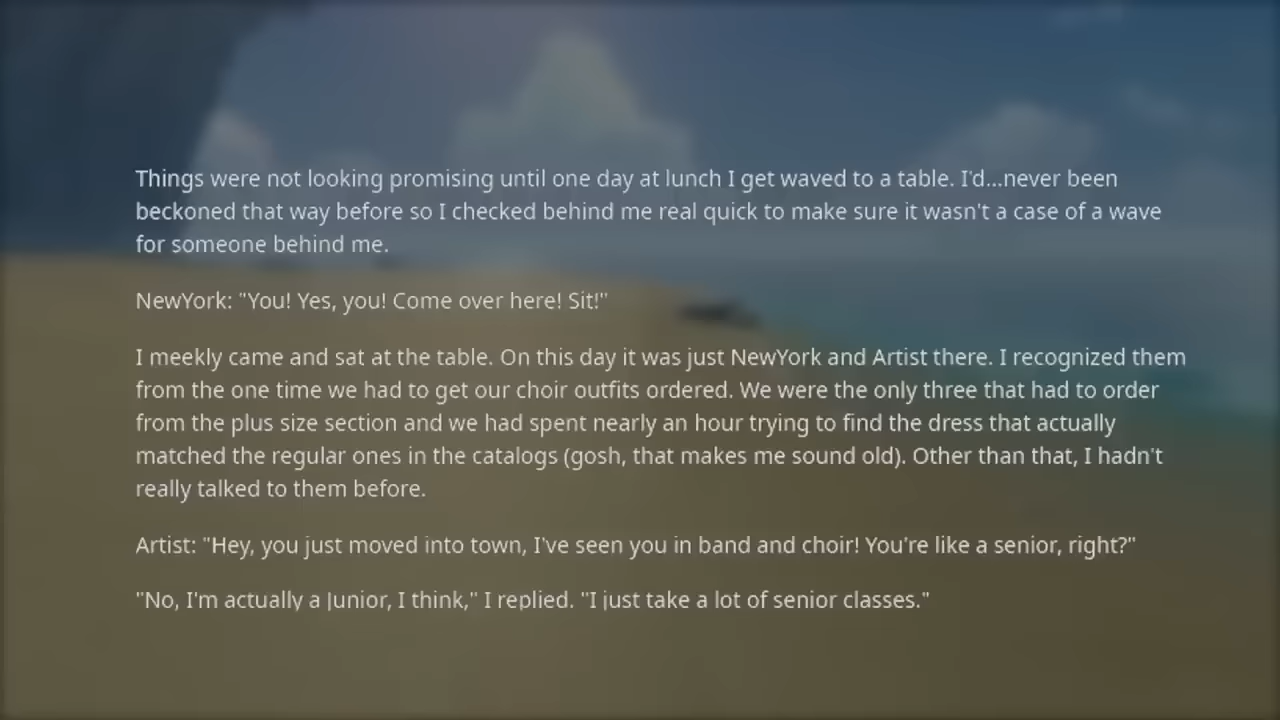 Things were not looking promising until one day at lunch I get waved to a table. I'd...never been
beckoned that way before so I checked behind me real quick to make sure it wasn't a case of a wave
for someone behind me.
NewYork: "You! Yes, you! Come over here! Sit!"
I meekly came and sat at the table. On this day it was just NewYork and Artist there. I recognized them
from the one time we had to get our choir outfits ordered. We were the only three that had to order
from the plus size section and we had spent nearly an hour trying to find the dress that actually
matched the regular ones in the catalogs (gosh, that makes me sound old). Other than that, I hadn't
really talked to them before.
Artist: "Hey, you just moved into town, I've seen you in band and choir! You're like a senior, right?"
"No, I'm actually a Junior, I think," I replied. "I just take a lot of senior classes."